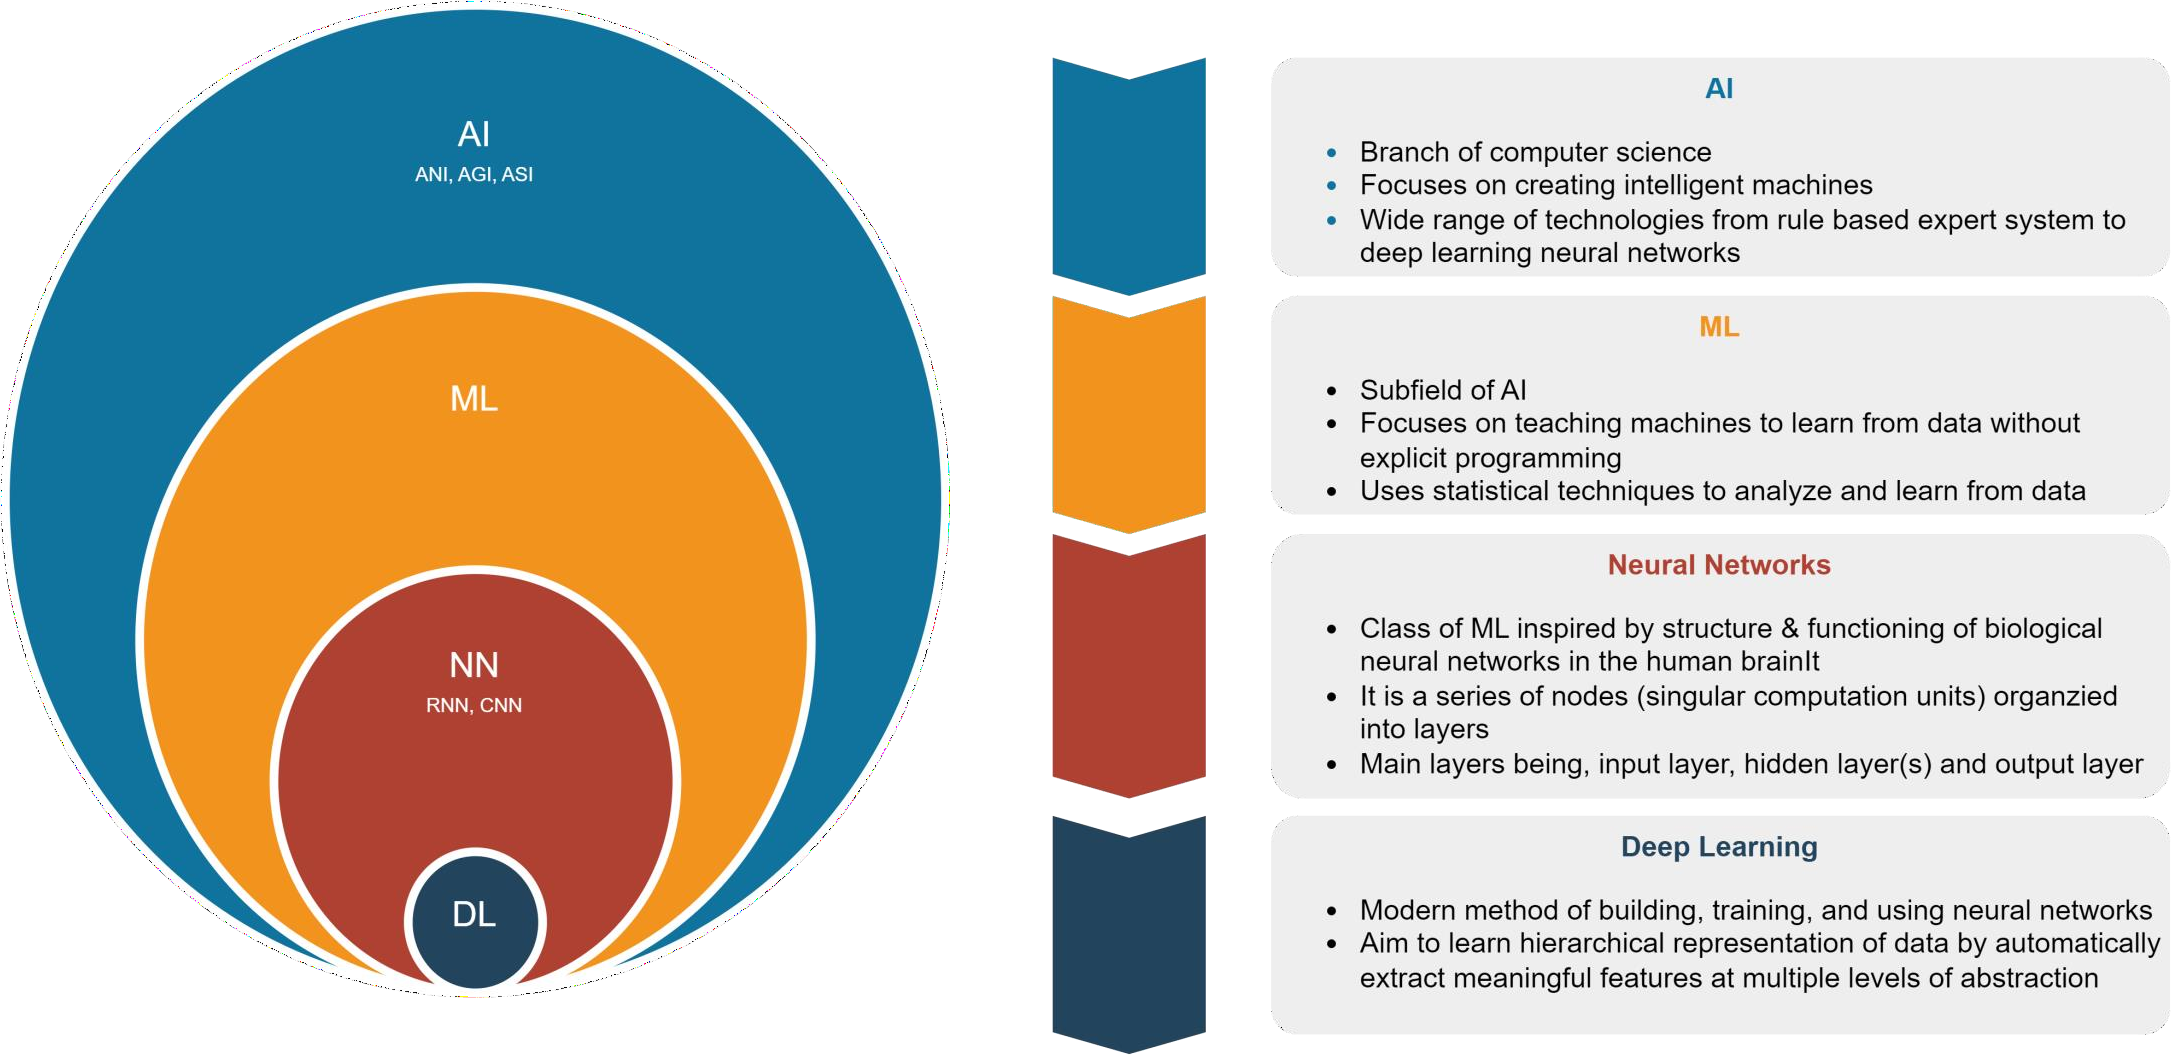 AI
ANI, AGI, ASI
ML
NN
RNN, CNN
DL
AI
• Branch of computer science
• Focuses on creating intelligent machines
• Wide range of technologies from rule based expert system to
deep learning neural networks
ML
• Subfield of AI
• Focuses on teaching machines to learn from data without
explicit programming
• Uses statistical techniques to analyze and learn from data
Neural Networks
• Class of ML inspired by structure & functioning of biological
neural networks in the human brainIt
• It is a series of nodes (singular computation units) organzied
into layers
• Main layers being, input layer, hidden layer(s) and output layer
Deep Learning
• Modern method of building, training, and using neural networks
• Aim to learn hierarchical representation of data by automatically
extract meaningful features at multiple levels of abstraction